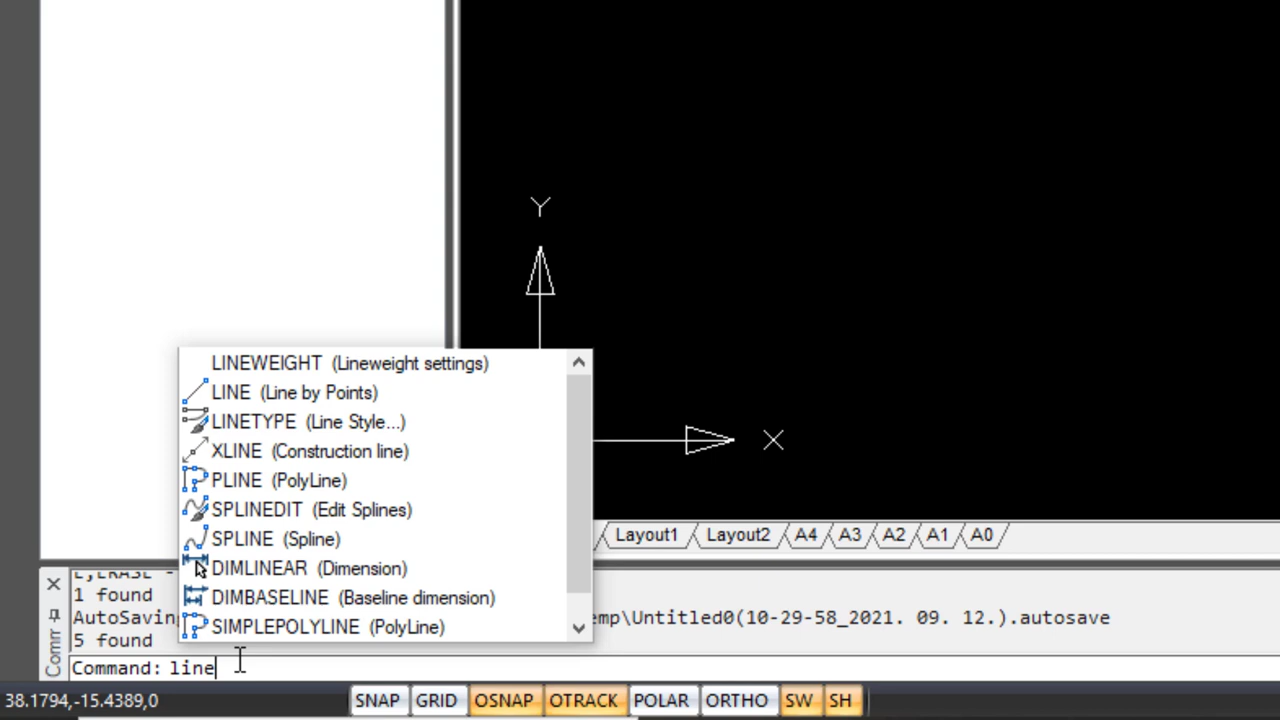 Y
LINEWEIGHT (Lineweight settings)
LINE (Line by Points)
LINETYPE (Line Style...)
XLINE (Construction line)
X
PLINE (PolyLine)
SPLINEDIT (Edit Splines)
SPLINE (Spline)
Layout1 Layout2 A4 A3 A2 A1 A0
DIMLINEAR (Dimension)
DIMBASELINE (Baseline dimension)
SIMPLEPOLYLINE (PolyLine)
1 found
AutoSaving emp\Untitled0(10-29-58_2021. 09. 12.).autosave
5 found
Comm
Command: line
38.1794,-15.4389,0 SNAP GRID OSNAP OTRACK POLAR ORTHO SW SH